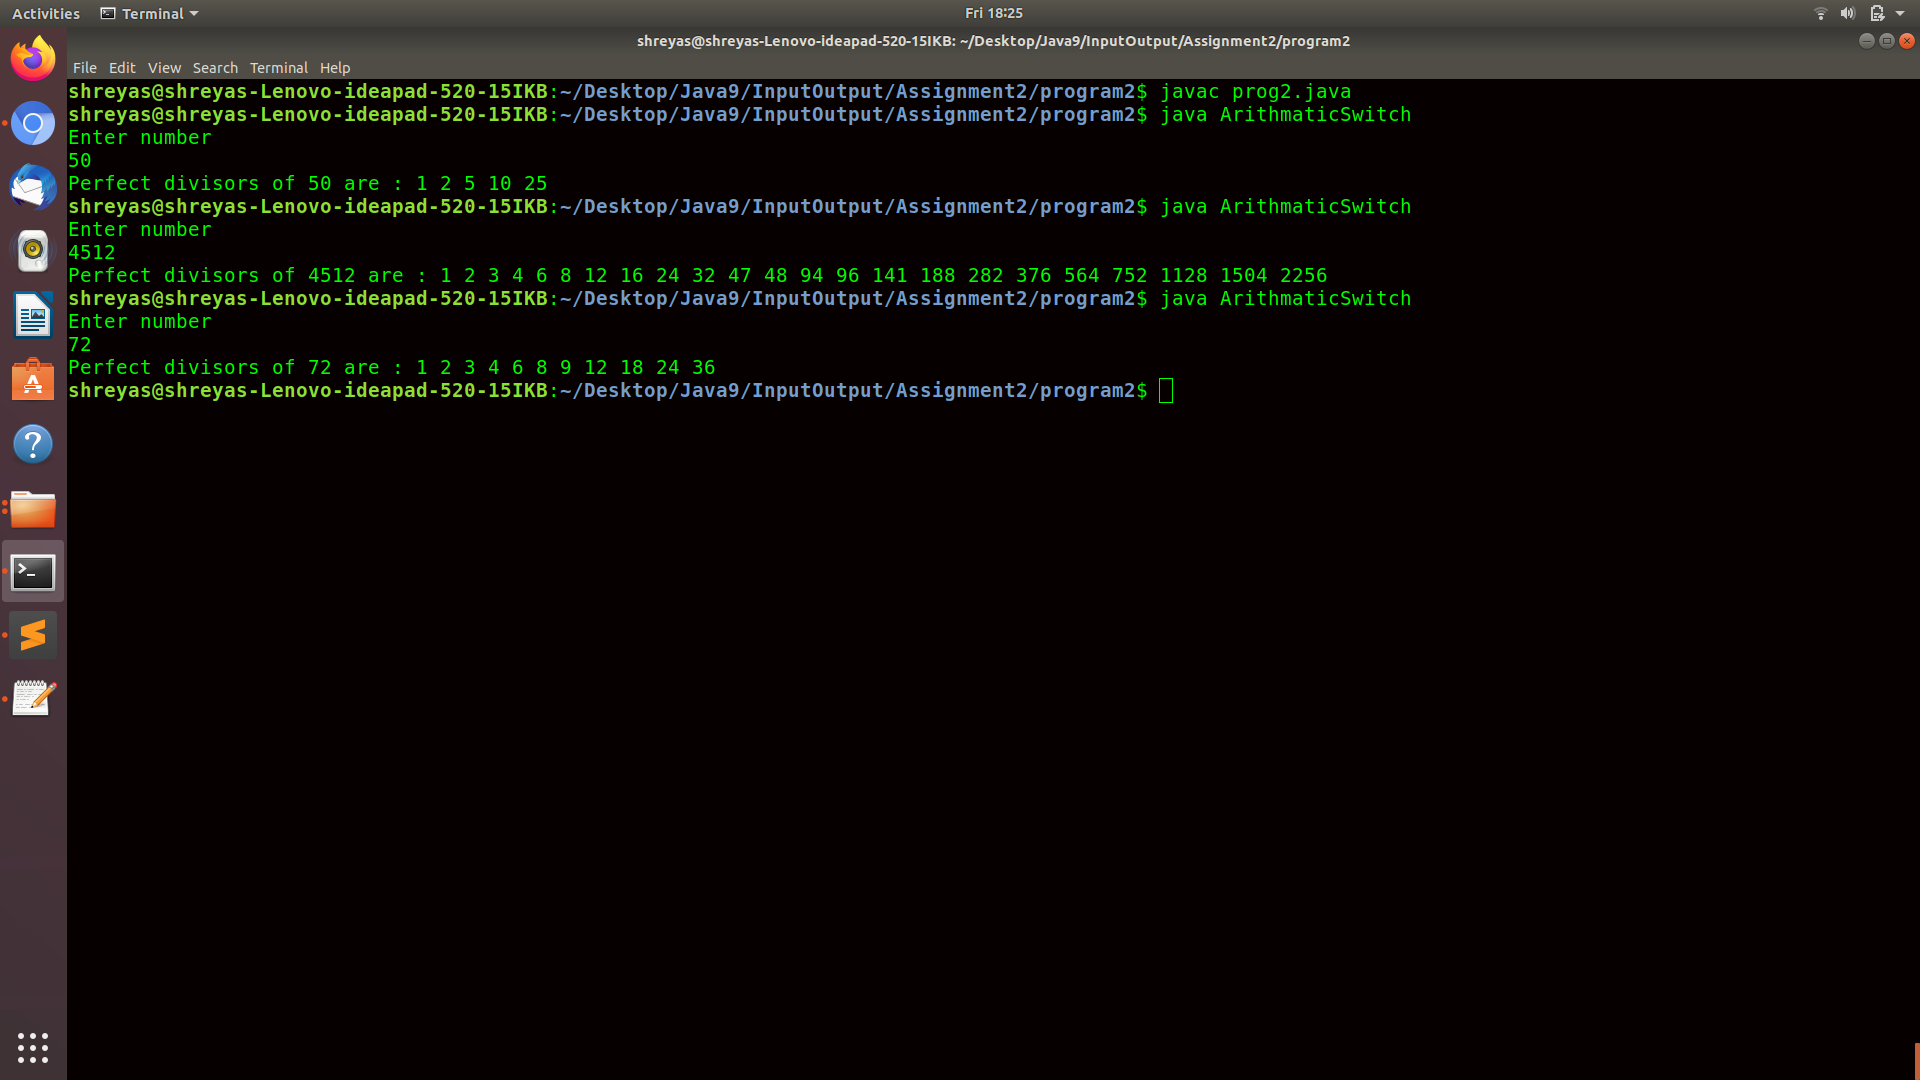 Activities Terminal Fri 18:25
shreyas@shreyas-Lenovo-ideapad-520-15IKB: ~/Desktop/Java9/InputOutput/Assignment2/program2
File Edit View Search Terminal Help
shreyas@shreyas-Lenovo-ideapad-520-15IKB:~/Desktop/Java9/InputOutput/Assignment2/program2$ javac prog2.java
shreyas@shreyas-Lenovo-ideapad-520-15IKB:~/Desktop/Java9/InputOutput/Assignment2/program2$ java ArithmaticSwitch
Enter number
50
Perfect divisors of 50 are : 1 2 5 10 25
shreyas@shreyas-Lenovo-ideapad-520-15IKB:~/Desktop/Java9/InputOutput/Assignment2/program2$ java ArithmaticSwitch
Enter number
4512
Perfect divisors of 4512 are : 1 2 3 4 6 8 12 16 24 32 47 48 94 96 141 188 282 376 564 752 1128 1504 2256
shreyas@shreyas-Lenovo-ideapad-520-15IKB:~/Desktop/Java9/InputOutput/Assignment2/program2$ java ArithmaticSwitch
Enter number
72
Perfect divisors of 72 are : 1 2 3 4 6 8 9 12 18 24 36
shreyas@shreyas-Lenovo-ideapad-520-15IKB:~/Desktop/Java9/InputOutput/Assignment2/program2$